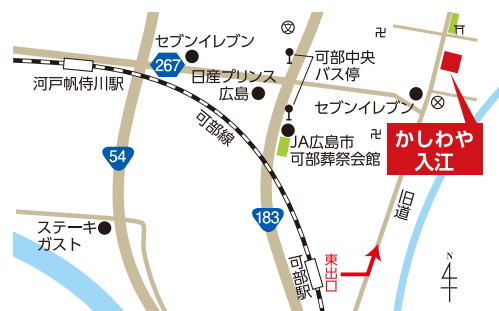 セブンイレブン
267
可部中央
バス停
河戸帆待川駅
日産プリンス
広島
セブンイレブン
可部線
JA広島市
可部葬祭会館
かしわや
入江
54
183
旧道
ステーキ
ガスト
可部駅
東出口
N
4